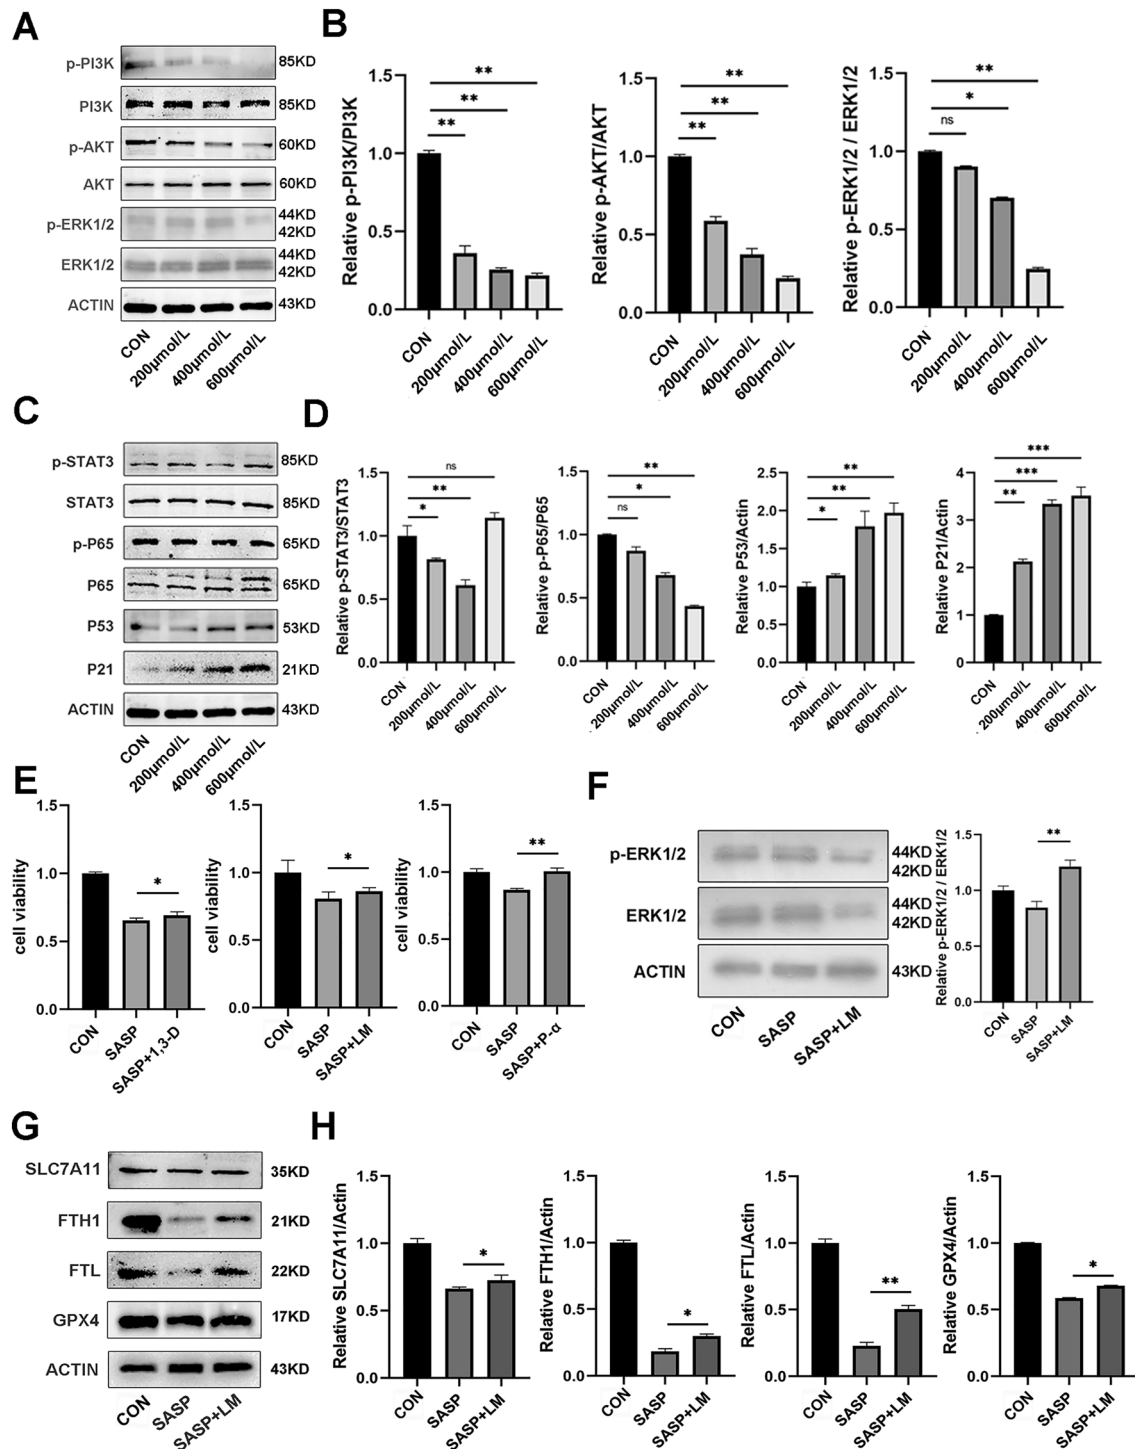 A
p-PI3K 85KD
PI3K 85KD
p-AKT 60KD
AKT 60KD
p-ERK1/2 44KD
42KD
ERK1/2 44KD
42KD
ACTIN 43KD
CON 200μmol/L 400μmol/L 600μmol/L
B
Relative p-PI3K/PI3K
1.5
1.0
0.5
0.0
**
**
**
CON 200μmol/L 400μmol/L 600μmol/L
Relative p-AKT/AKT
1.5
1.0
0.5
0.0
**
**
**
CON 200μmol/L 400μmol/L 600μmol/L
Relative p-ERK1/2 / ERK1/2
1.5
1.0
0.5
0.0
**
*
ns
CON 200μmol/L 400μmol/L 600μmol/L
C
p-STAT3 85KD
STAT3 85KD
p-P65 65KD
P65 65KD
P53 53KD
P21 21KD
ACTIN 43KD
CON 200μmol/L 400μmol/L 600μmol/L
D
Relative p-STAT3/STAT3
1.5
1.0
0.5
0.0
ns
**
*
CON 200μmol/L 400μmol/L 600μmol/L
Relative p-P65/P65
1.5
1.0
0.5
0.0
**
*
ns
CON 200μmol/L 400μmol/L 600μmol/L
Relative P53/Actin
2.5
2.0
1.5
1.0
0.5
0.0
**
**
*
CON 200μmol/L 400μmol/L 600μmol/L
Relative P21/Actin
4
3
2
1
0
***
***
**
CON 200μmol/L 400μmol/L 600μmol/L
E
cell viability
1.5
1.0
0.5
0.0
*
CON SASP SASP+1,3-D
cell viability
1.5
1.0
0.5
0.0
*
CON SASP SASP+LM
cell viability
1.5
1.0
0.5
0.0
**
CON SASP SASP+P-α
F
p-ERK1/2 44KD
42KD
ERK1/2 44KD
42KD
ACTIN 43KD
CON SASP SASP+LM
Relative p-ERK1/2 / ERK1/2
1.5
1.0
0.5
0.0
**
CON SASP SASP+LM
G
SLC7A11 35KD
FTH1 21KD
FTL 22KD
GPX4 17KD
ACTIN 43KD
CON SASP SASP+LM
H
Relative SLC7A11/Actin
1.5
1.0
0.5
0.0
*
CON SASP SASP+LM
Relative FTH1/Actin
1.5
1.0
0.5
0.0
*
CON SASP SASP+LM
Relative FTL/Actin
1.5
1.0
0.5
0.0
**
CON SASP SASP+LM
Relative GPX4/Actin
1.5
1.0
0.5
0.0
*
CON SASP SASP+LM